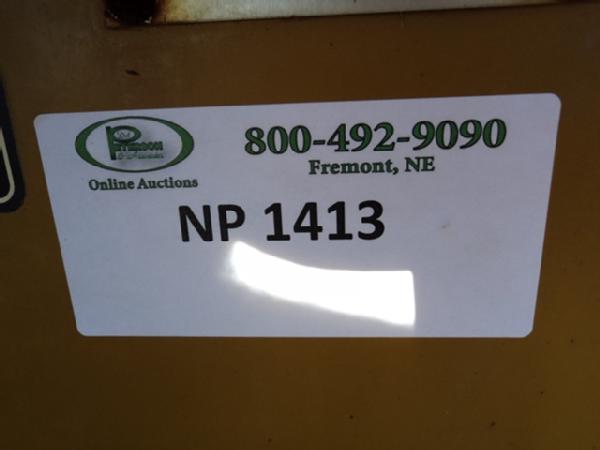 800-492-9090
Fremont, NE
Online Auctions
NP 1413